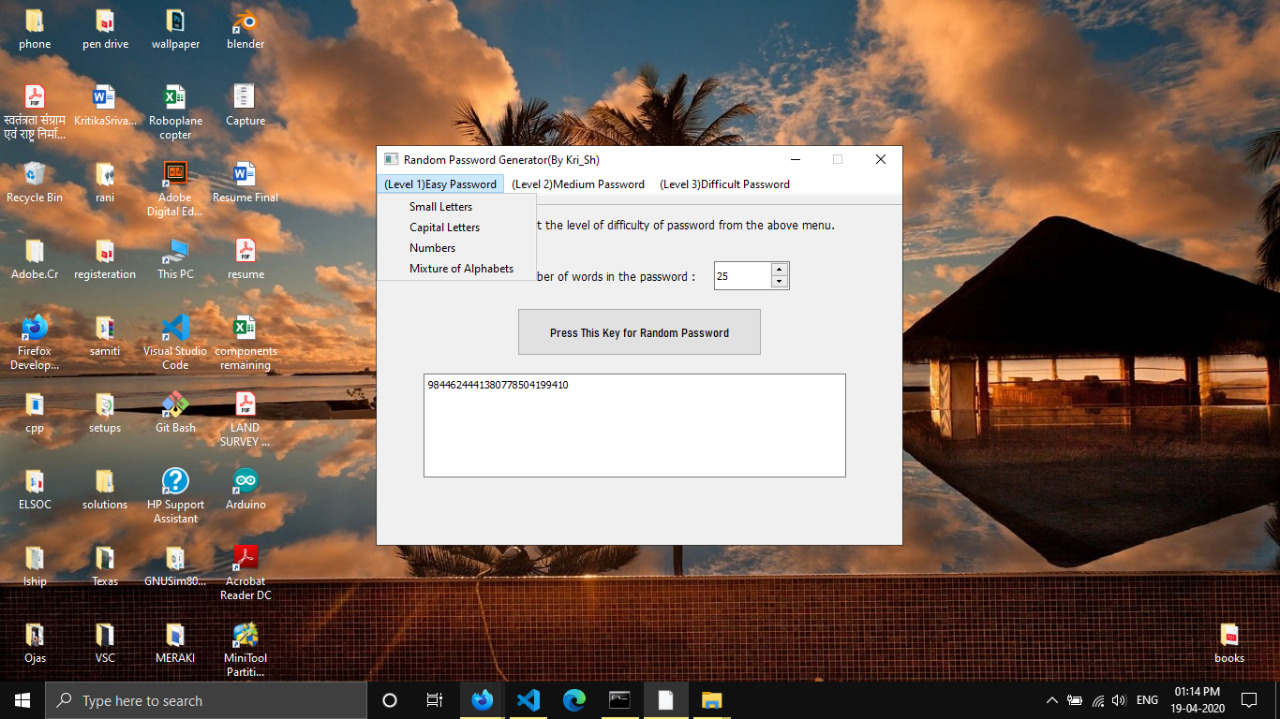 phone
pen drive
wallpaper
blender
स्वतंत्रता संग्राम
एवं राष्ट्र निर्मा...
KritikaSriva...
Roboplane
copter
Capture
Recycle Bin
rani
Adobe
Digital Ed...
Resume Final
Adobe.Cr
registeration
This PC
resume
Firefox
Develop...
samiti
Visual Studio
Code
components
remaining
cpp
setups
Git Bash
LAND
SURVEY ...
ELSOC
solutions
HP Support
Assistant
Arduino
Iship
Texas
GNUSim80...
Acrobat
Reader DC
Ojas
VSC
MERAKI
MiniTool
Partiti...
Random Password Generator(By Kri_Sh)
(Level 1)Easy Password (Level 2)Medium Password (Level 3)Difficult Password
Small Letters
Capital Letters
Numbers
Mixture of Alphabets
t the level of difficulty of password from the above menu.
ber of words in the password : 25
Press This Key for Random Password
9844624441380778504199410
books
Type here to search
ENG
01:14 PM
19-04-2020